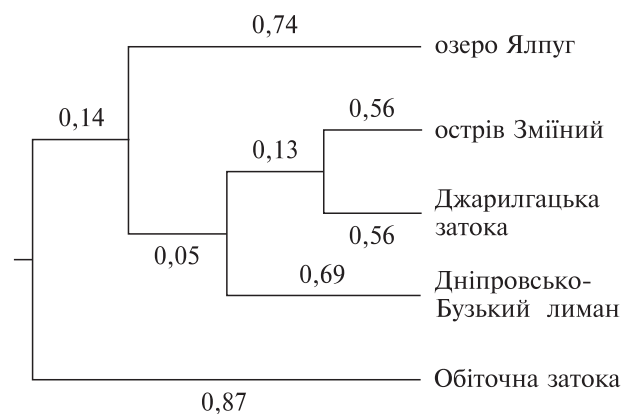 0,74
озеро Ялпуг
0,14
0,56
острів Зміїний
0,13
Джарилгацька
затока
0,56
0,05
0,69
Дніпровсько-
Бузький лиман
Обіточна затока
0,87